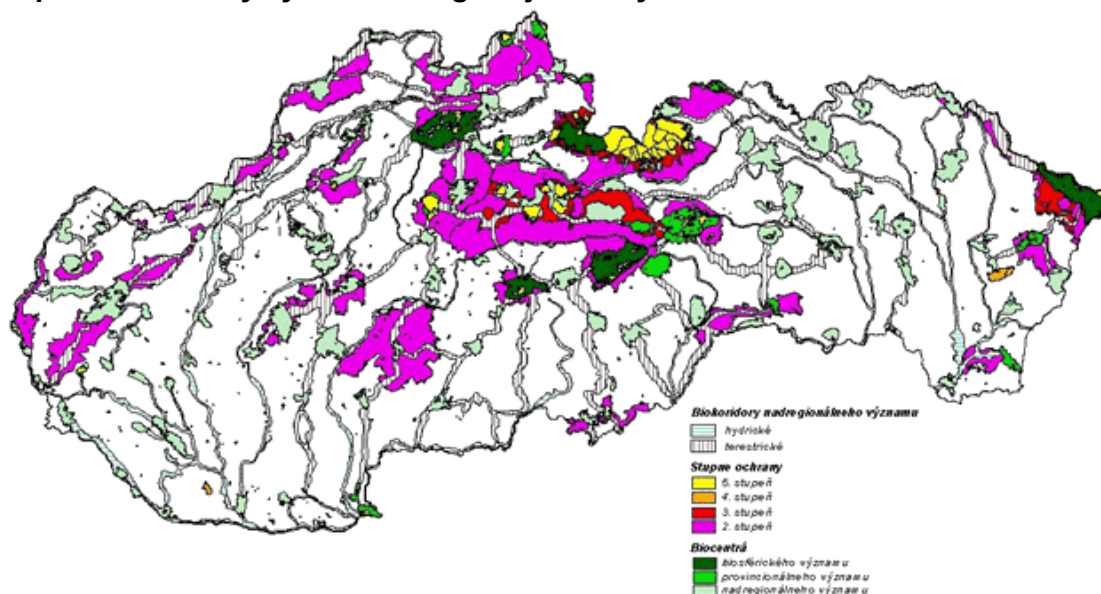 Biokoridory nadregionálneho významu
hydrické
terestrické
Stupne ochrany
5. stupeň
4. stupeň
3. stupeň
2. stupeň
Biocentrá
biosférického významu
provincionálneho významu
nadregionálneho významu